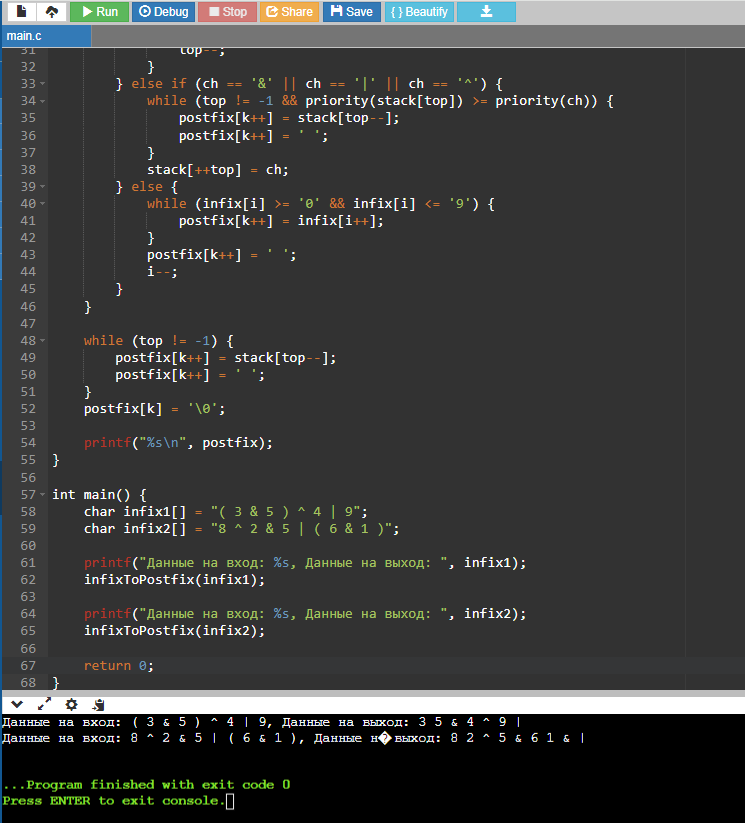 Run Debug Stop Share Save { } Beautify
main.c
31 top--;
32 }
33 } else if (ch == '&' || ch == '|' || ch == '^') {
34 while (top != -1 && priority(stack[top]) >= priority(ch)) {
35 postfix[k++] = stack[top--];
36 postfix[k++] = ' ';
37 }
38 stack[++top] = ch;
39 } else {
40 while (infix[i] >= '0' && infix[i] <= '9') {
41 postfix[k++] = infix[i++];
42 }
43 postfix[k++] = ' ';
44 i--;
45 }
46 }
47
48 while (top != -1) {
49 postfix[k++] = stack[top--];
50 postfix[k++] = ' ';
51 }
52 postfix[k] = '\0';
53
54 printf("%s\n", postfix);
55 }
56
57 int main() {
58 char infix1[] = "( 3 & 5 ) ^ 4 | 9";
59 char infix2[] = "8 ^ 2 & 5 | ( 6 & 1 )";
60
61 printf("Данные на вход: %s, Данные на выход: ", infix1);
62 infixToPostfix(infix1);
63
64 printf("Данные на вход: %s, Данные на выход: ", infix2);
65 infixToPostfix(infix2);
66
67 return 0;
68 }
Данные на вход: ( 3 & 5 ) ^ 4 | 9, Данные на выход: 3 5 & 4 ^ 9 |
Данные на вход: 8 ^ 2 & 5 | ( 6 & 1 ), Данные н�выход: 8 2 ^ 5 & 6 1 & |
...Program finished with exit code 0
Press ENTER to exit console.